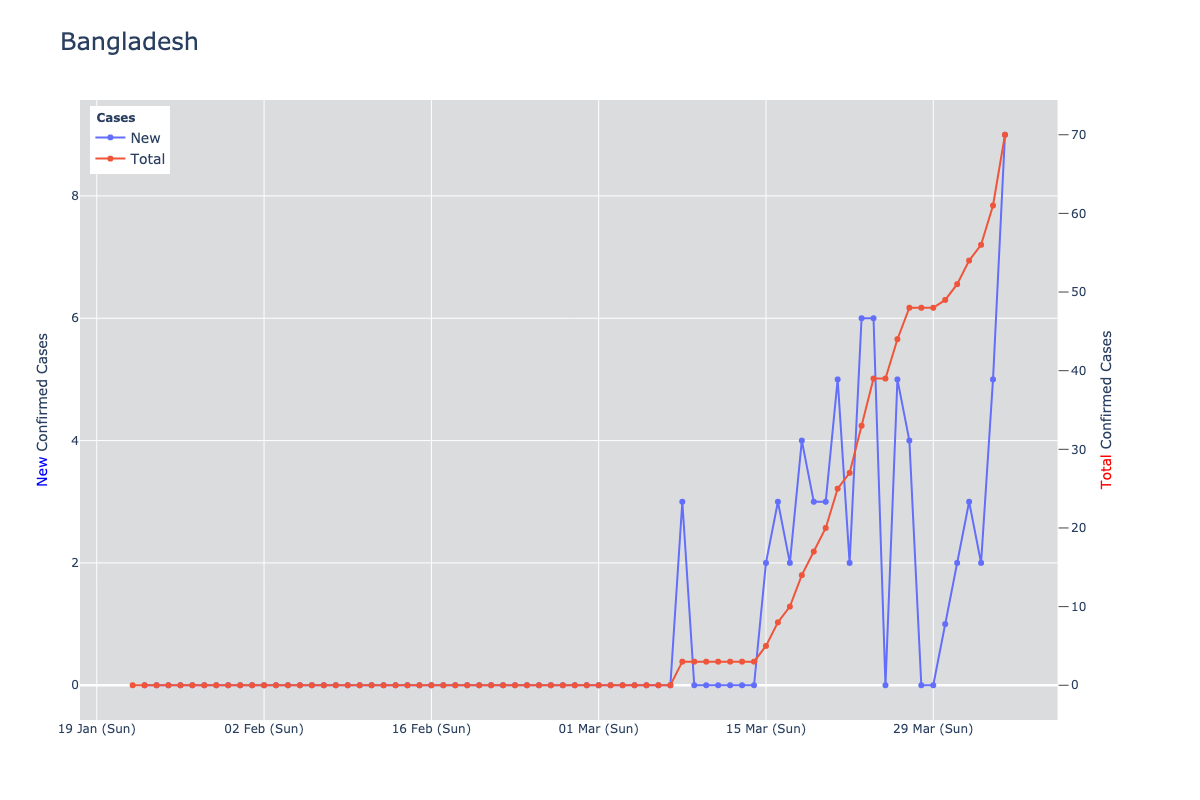 Bangladesh
Cases
New
Total
8
6
4
2
0
70
60
50
40
30
20
10
0
New Confirmed Cases
Total Confirmed Cases
19 Jan (Sun)
02 Feb (Sun)
16 Feb (Sun)
01 Mar (Sun)
15 Mar (Sun)
29 Mar (Sun)